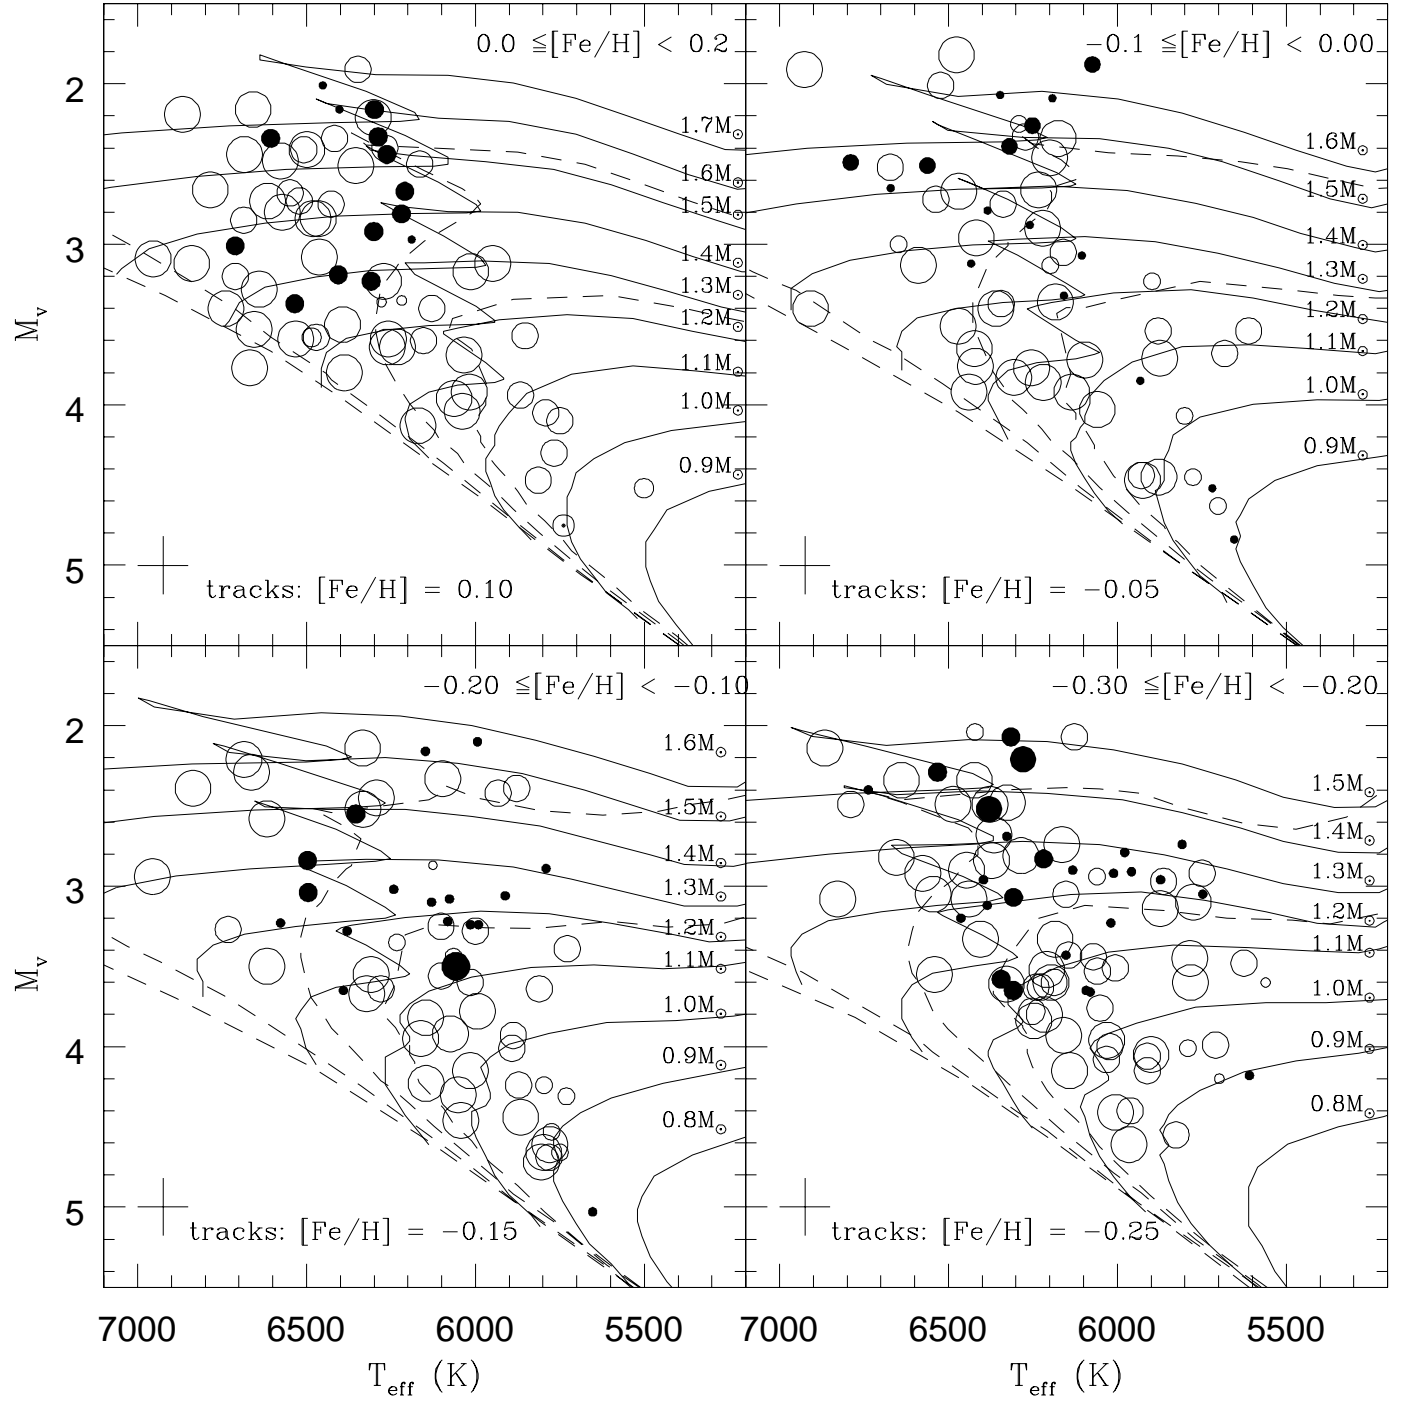 0.0 ≦[Fe/H] < 0.2
2
3
4
5
M_v
1.7M⊙
1.6M⊙
1.5M⊙
1.4M⊙
1.3M⊙
1.2M⊙
1.1M⊙
1.0M⊙
0.9M⊙
tracks: [Fe/H] = 0.10
−0.1 ≦[Fe/H] < 0.00
1.6M⊙
1.5M⊙
1.4M⊙
1.3M⊙
1.2M⊙
1.1M⊙
1.0M⊙
0.9M⊙
tracks: [Fe/H] = −0.05
−0.20 ≦[Fe/H] < −0.10
2
3
4
5
M_v
1.6M⊙
1.5M⊙
1.4M⊙
1.3M⊙
1.2M⊙
1.1M⊙
1.0M⊙
0.9M⊙
0.8M⊙
tracks: [Fe/H] = −0.15
−0.30 ≦[Fe/H] < −0.20
1.5M⊙
1.4M⊙
1.3M⊙
1.2M⊙
1.1M⊙
1.0M⊙
0.9M⊙
0.8M⊙
tracks: [Fe/H] = −0.25
7000 6500 6000 5500 7000 6500 6000 5500
T_eff (K) T_eff (K)